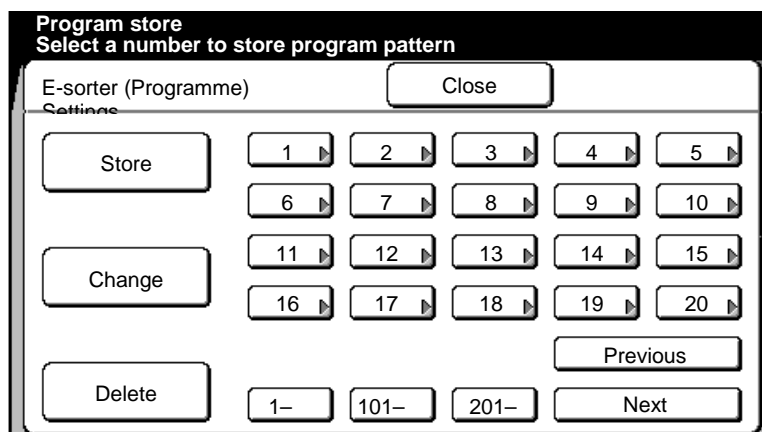 Program store
Select a number to store program pattern
E-sorter (Programme) Close
Settings
Store 1 2 3 4 5
6 7 8 9 10
Change 11 12 13 14 15
16 17 18 19 20
Previous
Delete 1– 101– 201– Next